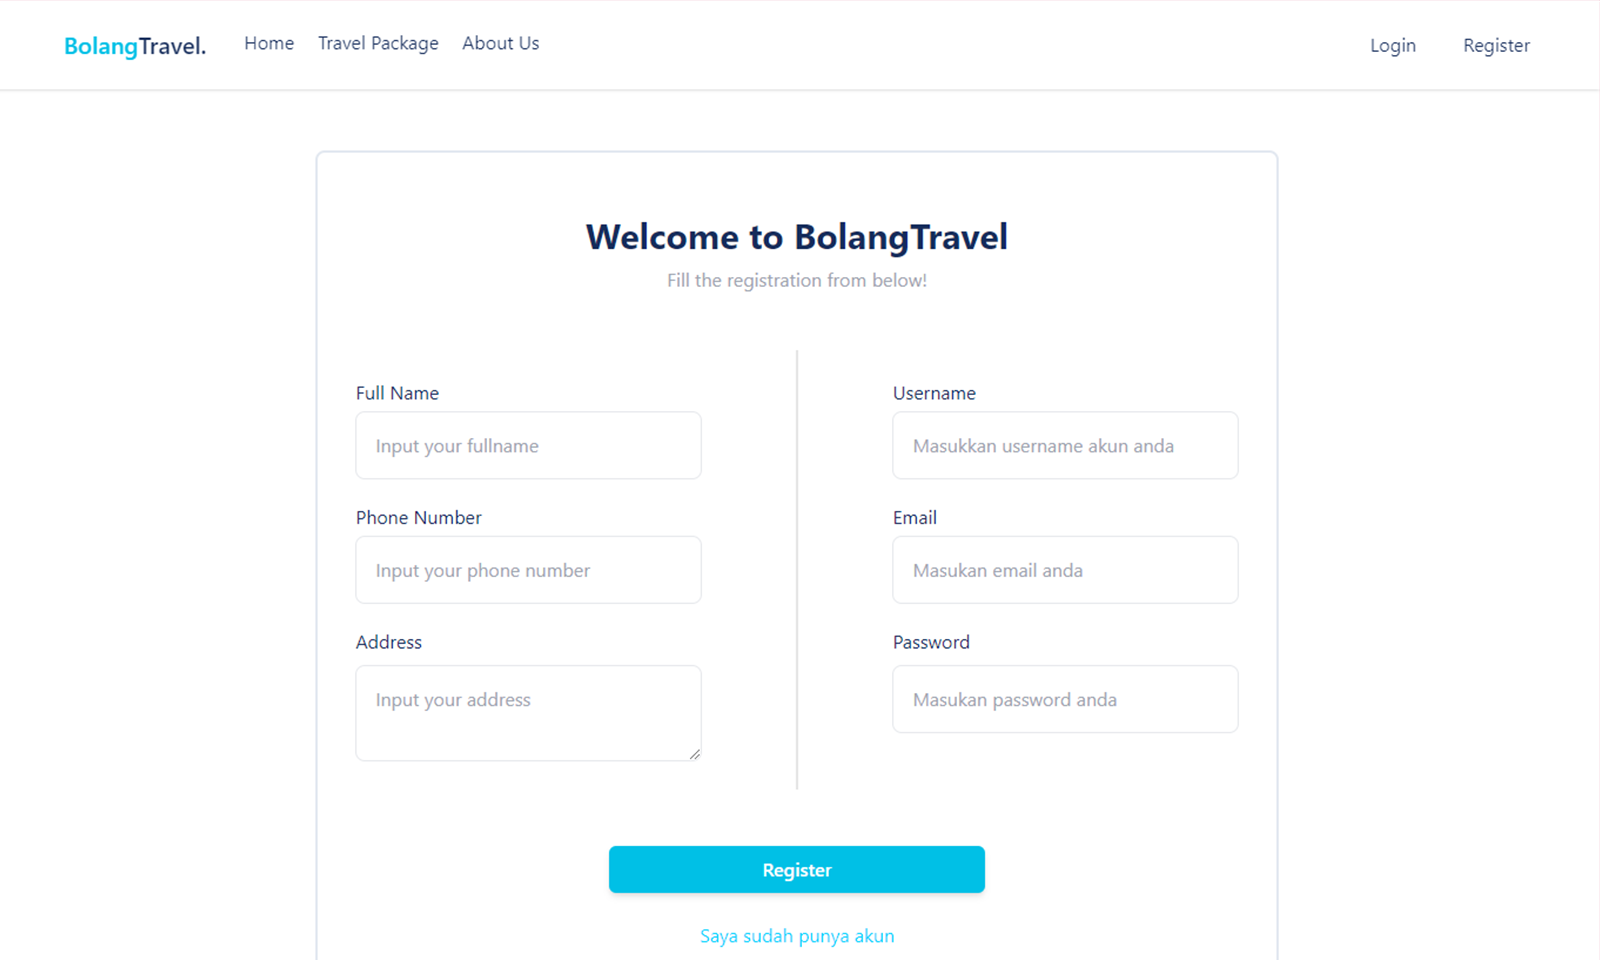 BolangTravel. Home Travel Package About Us Login Register
Welcome to BolangTravel
Fill the registration from below!
Full Name
Input your fullname
Phone Number
Input your phone number
Address
Input your address
Username
Masukkan username akun anda
Email
Masukan email anda
Password
Masukan password anda
Register
Saya sudah punya akun